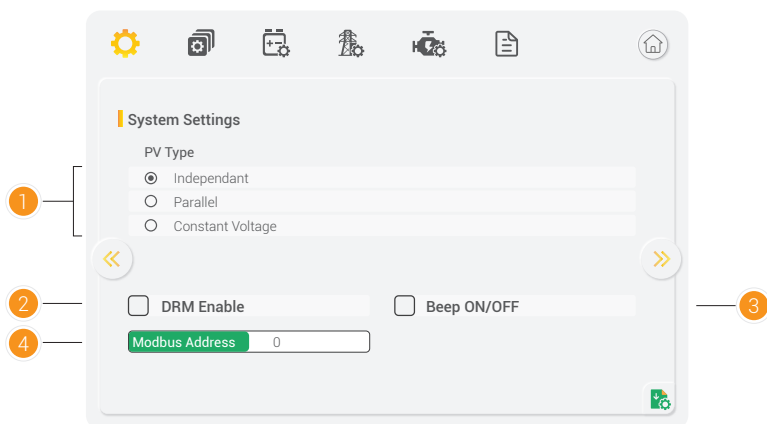 System Settings
PV Type
1
Independant
Parallel
Constant Voltage
2
DRM Enable
Beep ON/OFF
3
4
Modbus Address 0